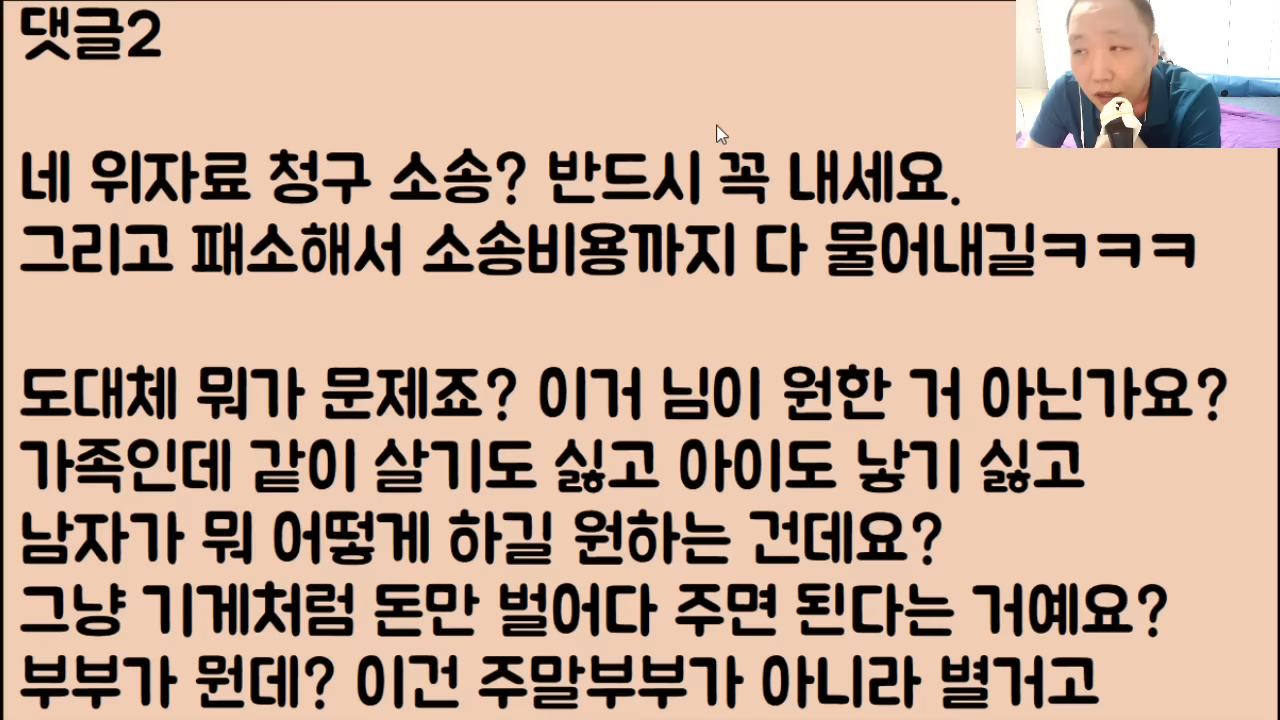 댓글2
네 위자료 청구 소송? 반드시 꼭 내세요.
그리고 패소해서 소송비용까지 다 물어내길ㅋㅋㅋ
도대체 뭐가 문제죠? 이거 님이 원한 거 아닌가요?
가족인데 같이 살기도 싫고 아이도 낳기 싫고
남자가 뭐 어떻게 하길 원하는 건데요?
그냥 기계처럼 돈만 벌어다 주면 된다는 거예요?
부부가 뭔데? 이건 주말부부가 아니라 별거고